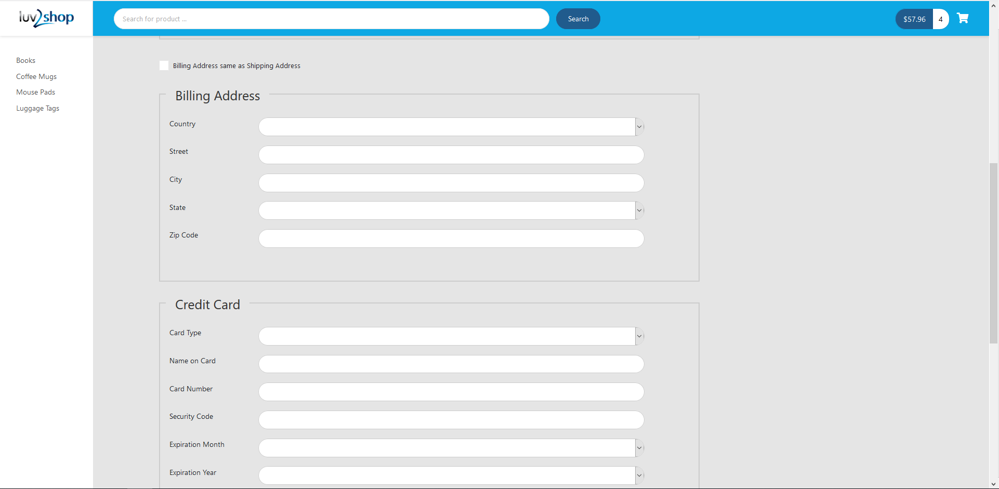 luv2shop
Search for product ...
Search
$57.96
4
Books
Coffee Mugs
Mouse Pads
Luggage Tags
Billing Address same as Shipping Address
Billing Address
Country
Street
City
State
Zip Code
Credit Card
Card Type
Name on Card
Card Number
Security Code
Expiration Month
Expiration Year